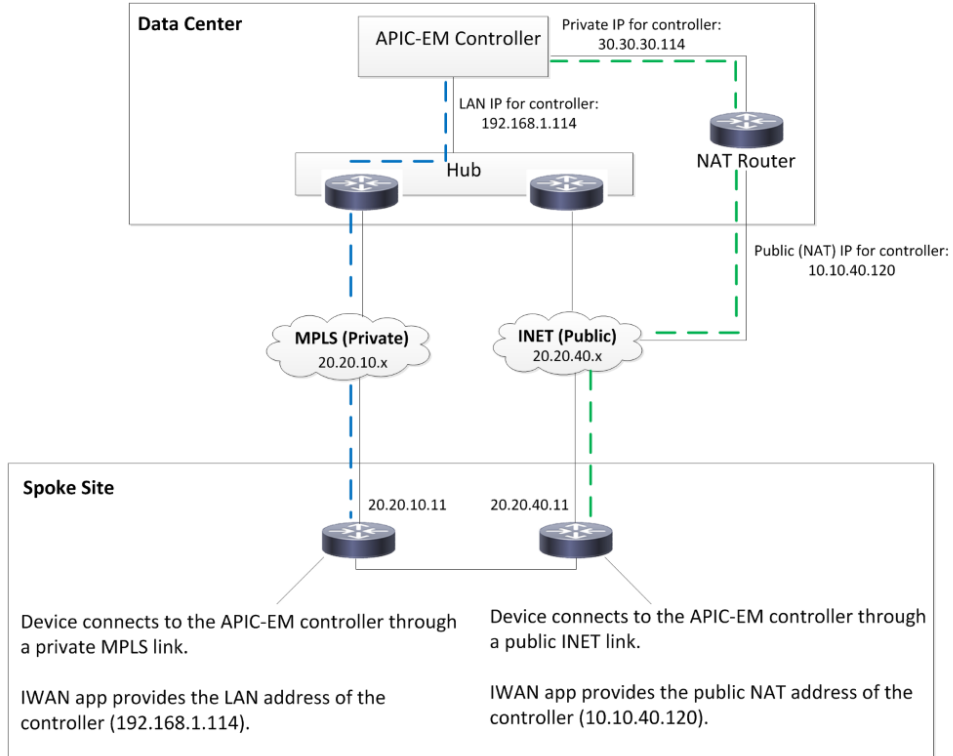 Data Center
APIC-EM Controller
Private IP for controller:
30.30.30.114
LAN IP for controller:
192.168.1.114
Hub
NAT Router
Public (NAT) IP for controller:
10.10.40.120
MPLS (Private)
20.20.10.x
INET (Public)
20.20.40.x
Spoke Site
20.20.10.11
20.20.40.11
Device connects to the APIC-EM controller through
a private MPLS link.
IWAN app provides the LAN address of the
controller (192.168.1.114).
Device connects to the APIC-EM controller through
a public INET link.
IWAN app provides the public NAT address of the
controller (10.10.40.120).